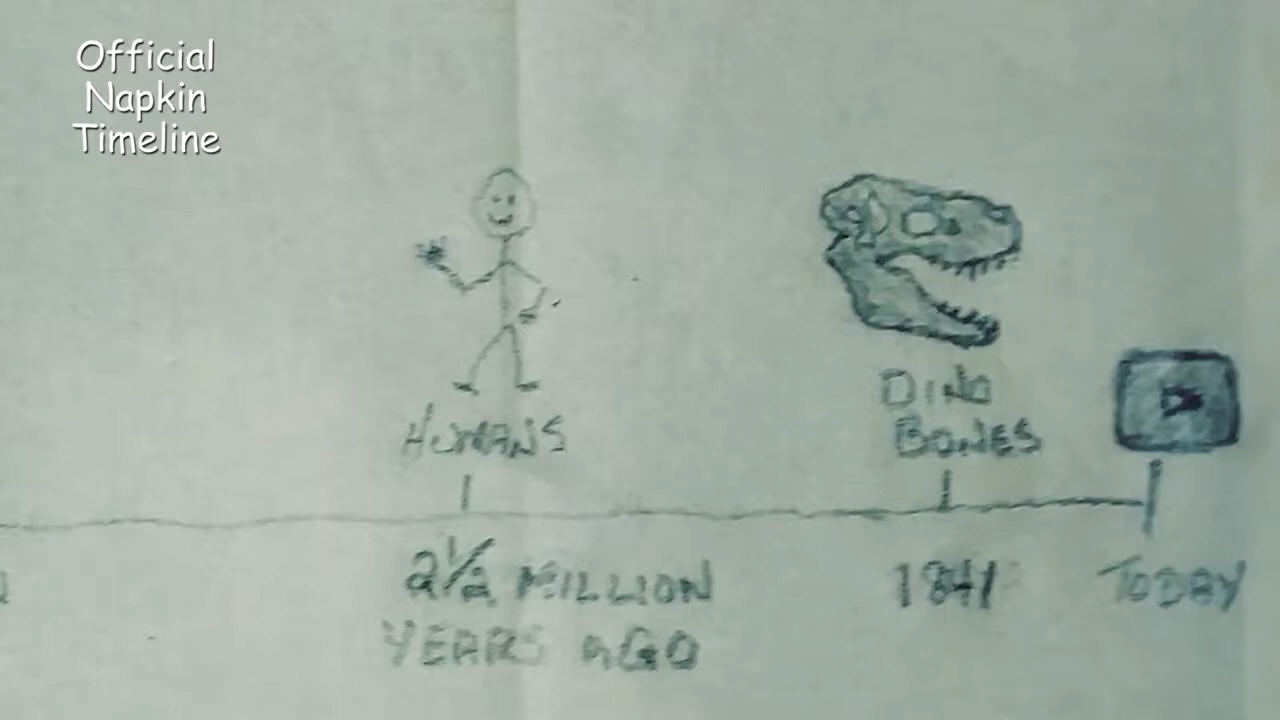 Official
Napkin
Timeline
HUMANS
DINO
BONES
2½ MILLION
YEARS AGO
1841
TODAY